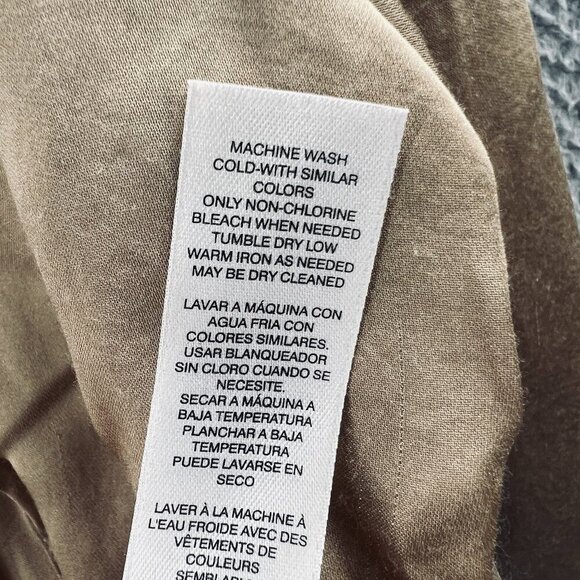 MACHINE WASH
COLD-WITH SIMILAR
COLORS
ONLY NON-CHLORINE
BLEACH WHEN NEEDED
TUMBLE DRY LOW
WARM IRON AS NEEDED
MAY BE DRY CLEANED
LAVAR A MÁQUINA CON
AGUA FRIA CON
COLORES SIMILARES.
USAR BLANQUEADOR
SIN CLORO CUANDO SE
NECESITE.
SECAR A MÁQUINA A
BAJA TEMPERATURA
PLANCHAR A BAJA
TEMPERATURA
PUEDE LAVARSE EN
SECO
LAVER À LA MACHINE À
L'EAU FROIDE AVEC DES
VÊTEMENTS DE
COULEURS